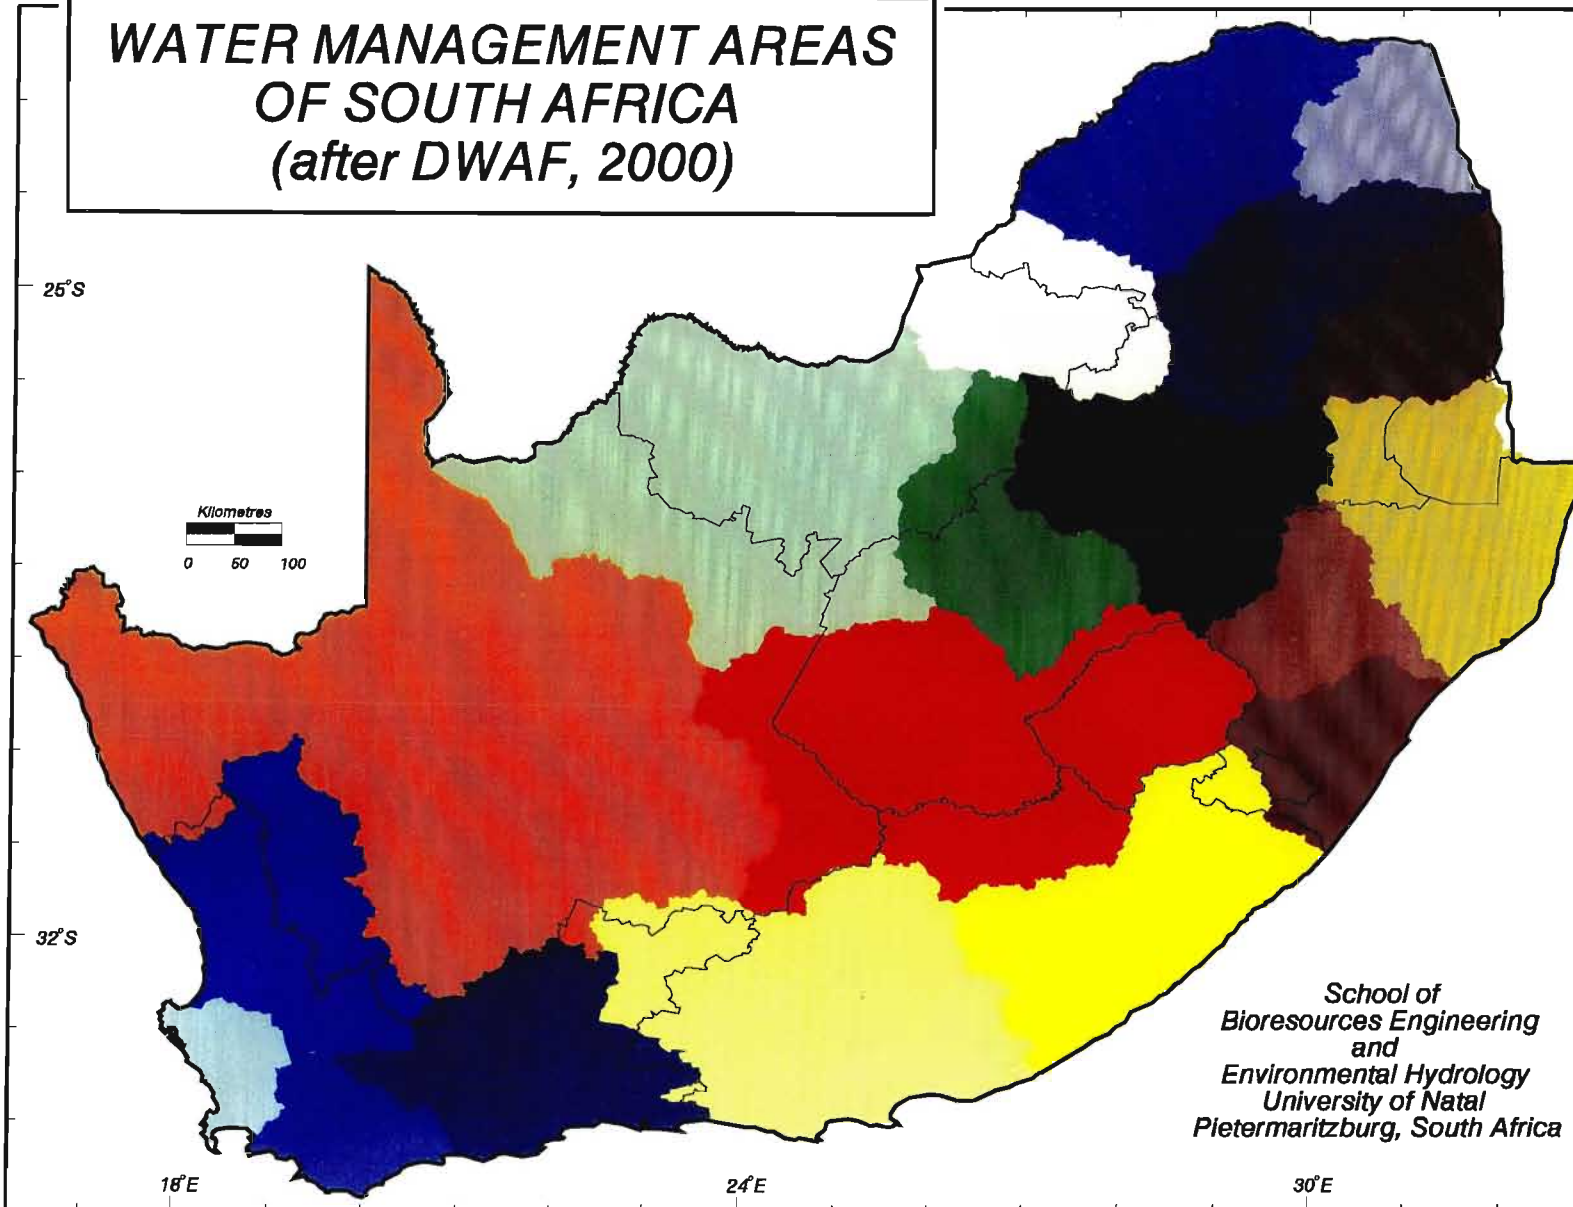 WATER MANAGEMENT AREAS
OF SOUTH AFRICA
(after DWAF, 2000)
25°S
Kilometres
0 50 100
32°S
School of
Bioresources Engineering
and
Environmental Hydrology
University of Natal
Pietermaritzburg, South Africa
18°E 24°E 30°E